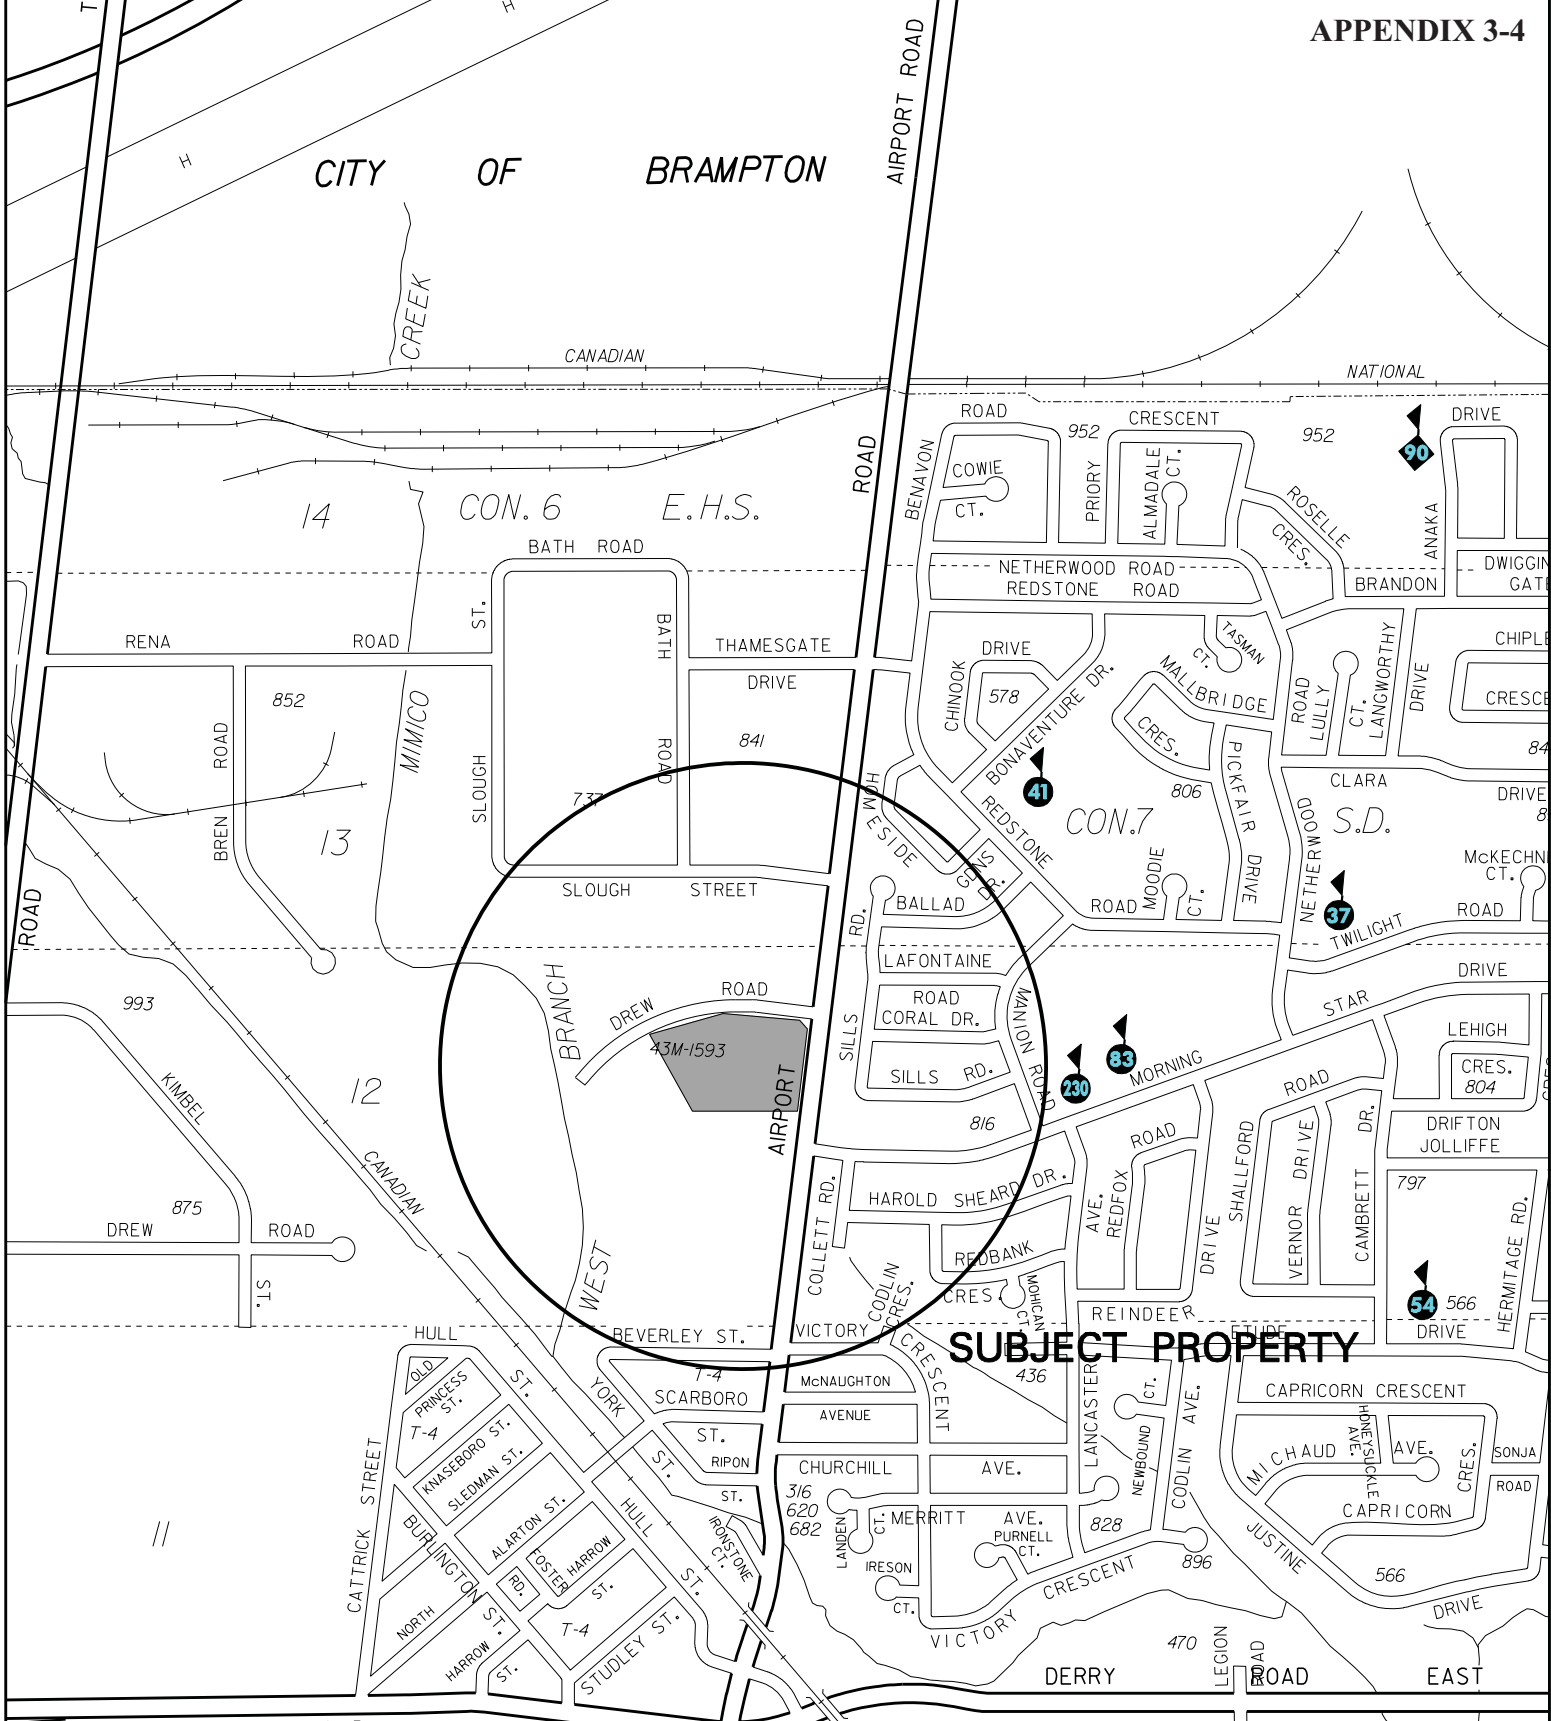 APPENDIX 3-4
T
H
H
CITY OF BRAMPTON
AIRPORT ROAD
CREEK
CANADIAN
NATIONAL
ROAD
ROAD
CRESCENT
DRIVE
952
952
90
BENAVON
COWIE
CT.
PRIORY
ALMADALE
CT.
ROSELLE
CRES.
ANAKA
14
CON. 6 E.H.S.
BATH ROAD
NETHERWOOD ROAD
REDSTONE ROAD
BRANDON
DWIGGIN
GATE
ST.
BATH
RENA ROAD
THAMESGATE
DRIVE
DRIVE
CHINOOK
578
BONAVENTURE DR.
TASMAN
CT.
MALLBRIDGE
CRES.
ROAD
LULLY
CT.
LANGWORTHY
DRIVE
CHIPLE
CRESCE
852
MIMICO
BREN ROAD
841
ROAD
84
SLOUGH
737
HOMESIDE
41
REDSTONE
806
PICKFAIR DRIVE
CLARA
DRIVE
8
13
CON.7
S.D.
NETHERWOOD
GDNS
DR.
McKECHN
CT.
SLOUGH STREET
BALLAD
ROAD
MOODIE
CT.
37
TWILIGHT
ROAD
ROAD
RD.
LAFONTAINE
DRIVE
BRANCH
993
DREW ROAD
ROAD
CORAL DR.
MANION ROAD
STAR
SILLS
43M-1593
83
230
MORNING
LEHIGH
CRES.
804
CRES
KIMBEL
12
AIRPORT
SILLS RD.
816
ROAD
DR.
DRIFTON
JOLLIFFE
CANADIAN
ROAD
SHALLFORD
VERNOR DRIVE
CAMBRETT
797
875
DREW ROAD
COLLETT RD.
HAROLD SHEARD DR.
AVE.
REDFOX
DRIVE
HERMITAGE RD.
ST.
WEST
REDBANK
CRES.
CODLIN
CRES.
MOHICAN
CT.
54
566
REINDEER
HULL
BEVERLEY ST.
VICTORY
CRESCENT
ETUDE
DRIVE
SUBJECT PROPERTY
OLD
PRINCESS
ST.
ST.
T-4
YORK
SCARBORO
McNAUGHTON
436
LANCASTER
CT.
AVE.
CAPRICORN CRESCENT
T-4
KNASEBORO ST.
AVENUE
ST.
HONEYSUCKLE
AVE.
SLEDMAN ST.
ST.
RIPON
CHURCHILL AVE.
NEWBOUND
CODLIN
MICHAUD AVE.
CRES.
SONJA
CATTRICK STREET
ST.
316
620
682
MERRITT AVE.
ROAD
CAPRICORN
11
BURLINGTON ST.
ALARTON ST.
HULL
ST.
IRONSTONE
CT.
LANDEN
CT.
PURNELL
CT.
828
JUSTINE
FOSTER
RD.
HARROW
ST.
IRESON
CT.
CRESCENT
896
566
NORTH
T-4
STUDLEY ST.
VICTORY
DRIVE
HARROW
ST.
470
LEGION
ROAD
DERRY ROAD EAST